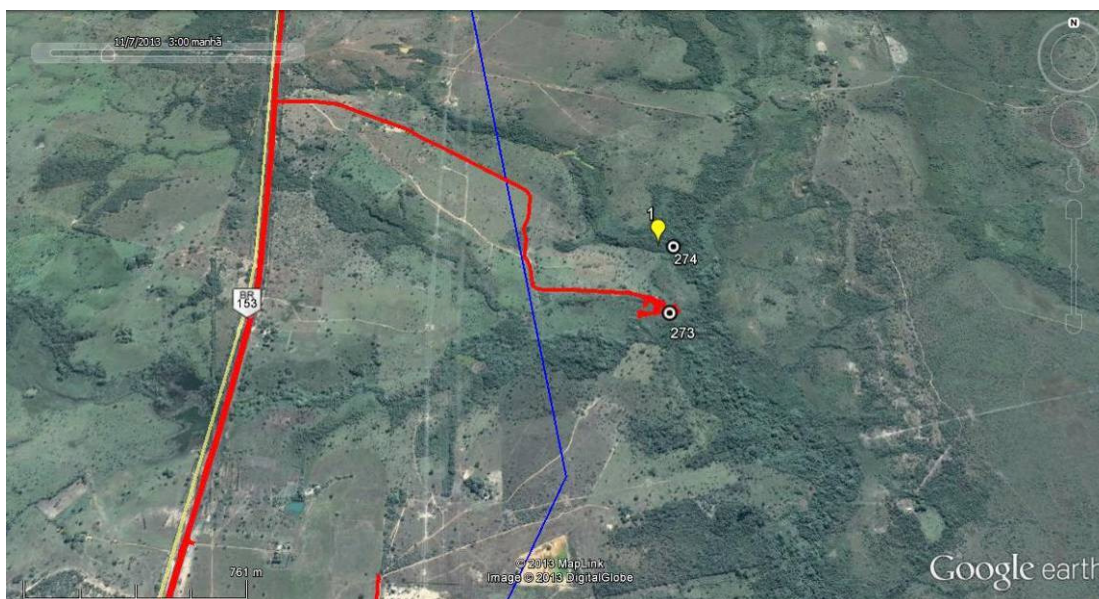 11/7/2013 3:00 manhã
N
1
274
BR
153
273
761 m
© 2013 MapLink
Image © 2013 DigitalGlobe
Google earth